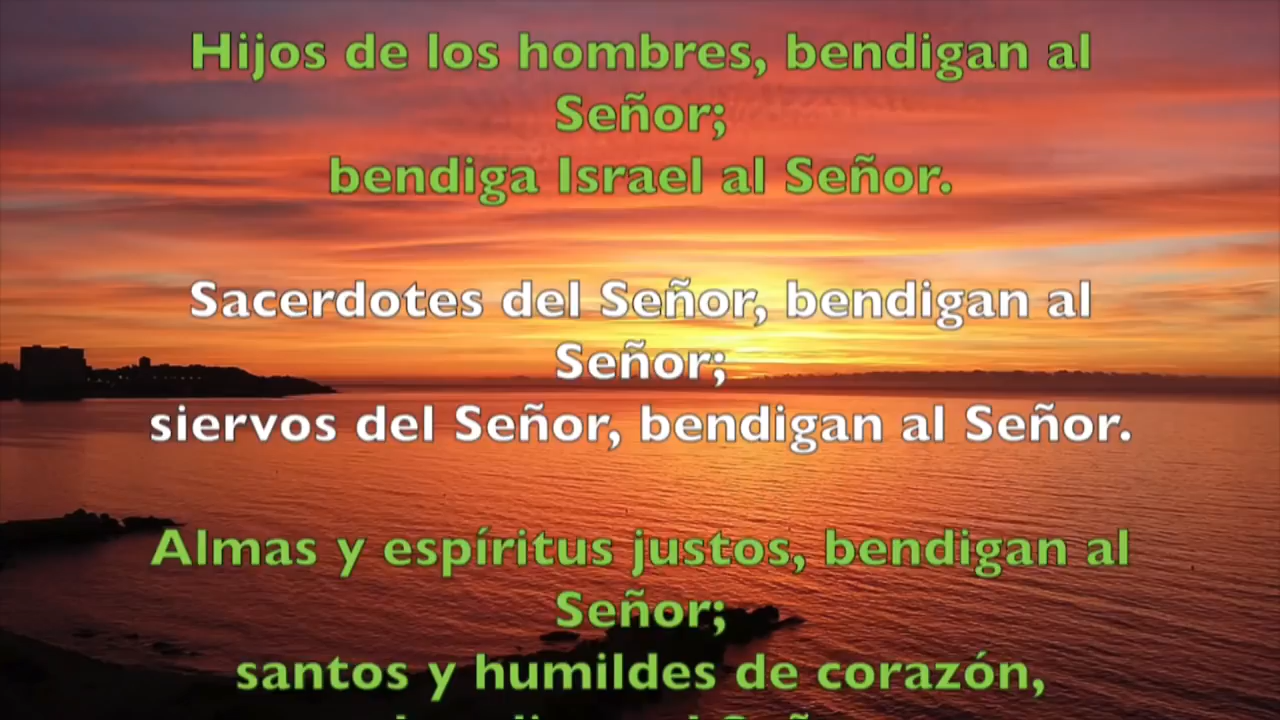 Hijos de los hombres, bendigan al
Señor;
bendiga Israel al Señor.
Sacerdotes del Señor, bendigan al
Señor;
siervos del Señor, bendigan al Señor.
Almas y espíritus justos, bendigan al
Señor;
santos y humildes de corazón,